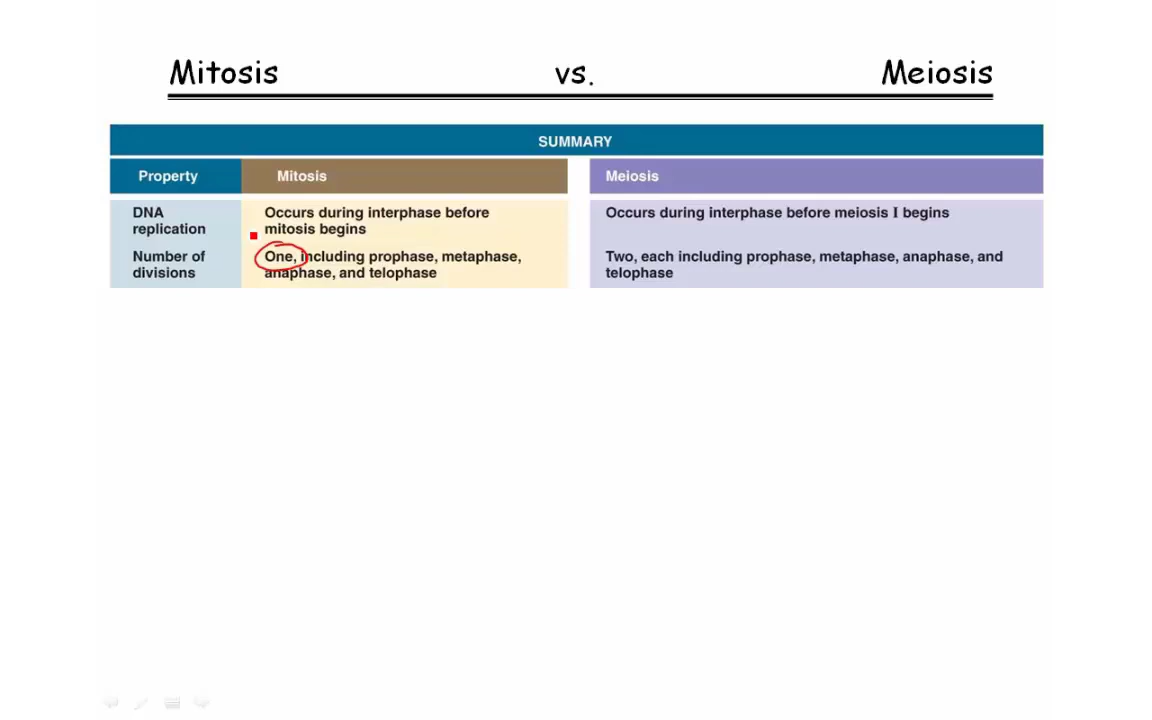 Mitosis vs. Meiosis
SUMMARY
Property Mitosis Meiosis
DNA replication
Occurs during interphase before
mitosis begins
Occurs during interphase before meiosis I begins
Number of
divisions
One, including prophase, metaphase,
anaphase, and telophase
Two, each including prophase, metaphase, anaphase, and
telophase